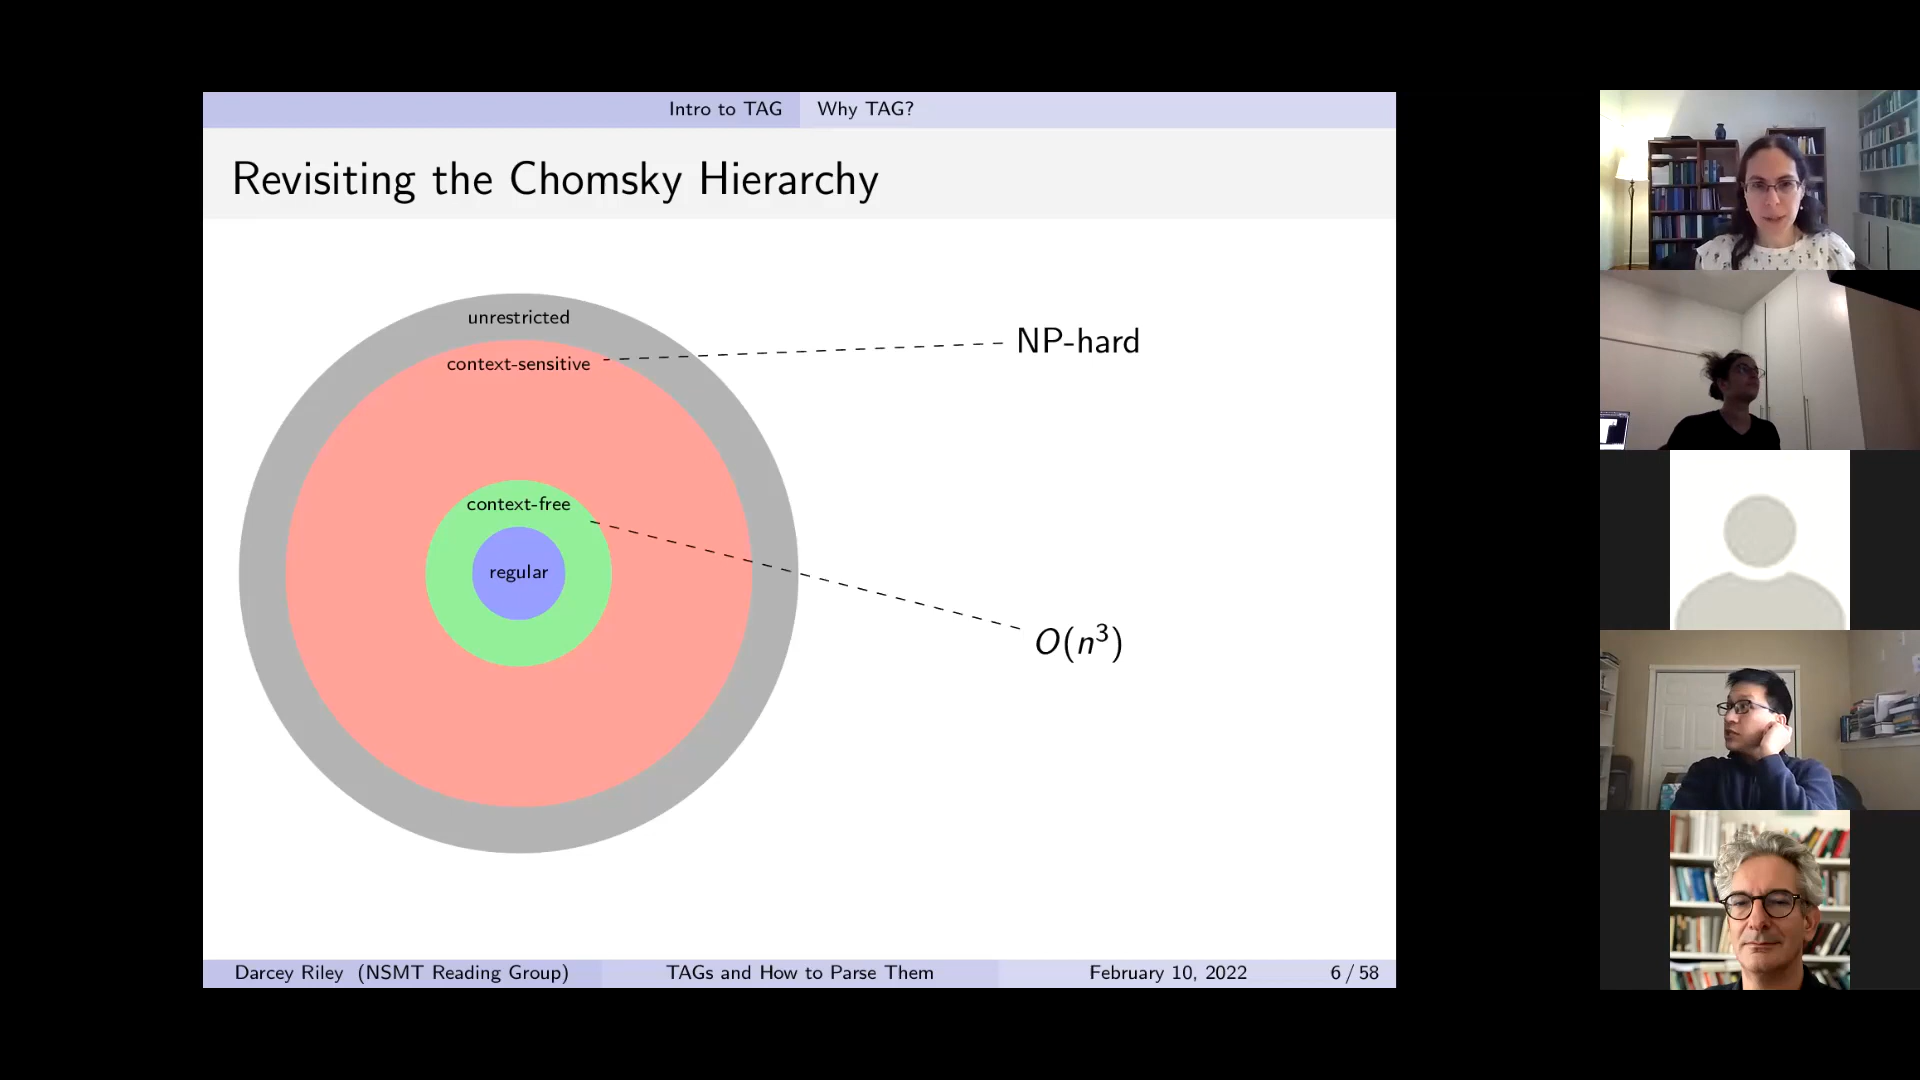 Intro to TAG Why TAG?
Revisiting the Chomsky Hierarchy
unrestricted
NP-hard
context-sensitive
context-free
regular
O(n³)
Darcey Riley (NSMT Reading Group) TAGs and How to Parse Them February 10, 2022 6 / 58